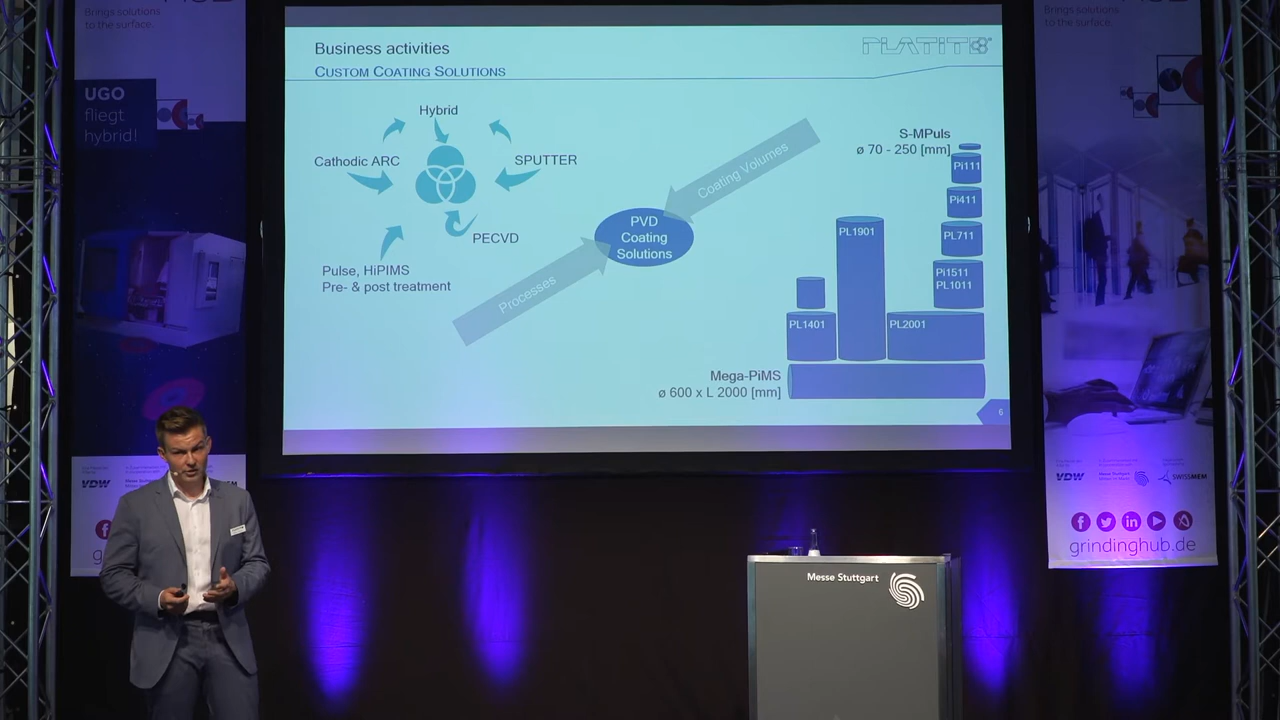 Brings solutions
to the surface.
UGO
fliegt
hybrid!
VDW
Business activities
CUSTOM COATING SOLUTIONS
PLATIT
Hybrid
Cathodic ARC
SPUTTER
PECVD
Pulse, HiPIMS
Pre- & post treatment
Processes
PVD
Coating
Solutions
Coating Volumes
S-MPuls
ø 70 - 250 [mm]
Pi111
Pi411
PL711
Pi1511
PL1011
PL1901
PL1401
PL2001
Mega-PiMS
ø 600 x L 2000 [mm]
6
Messe Stuttgart
Brings solutions
to the surface.
VDW
Messe Stuttgart
SWISSMEM
grindinghub.de